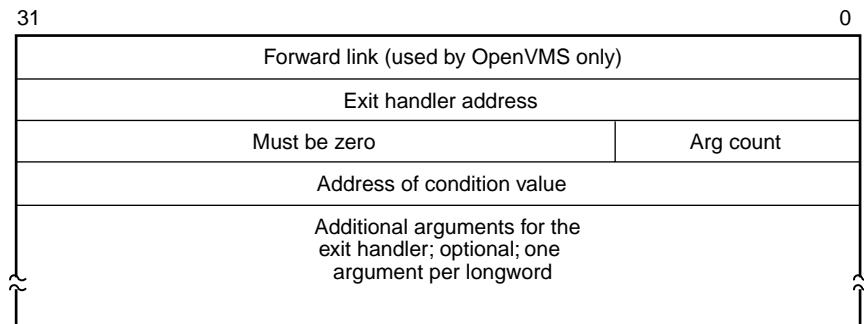 31 0
Forward link (used by OpenVMS only)
Exit handler address
Must be zero Arg count
Address of condition value
Additional arguments for the
exit handler; optional; one
argument per longword